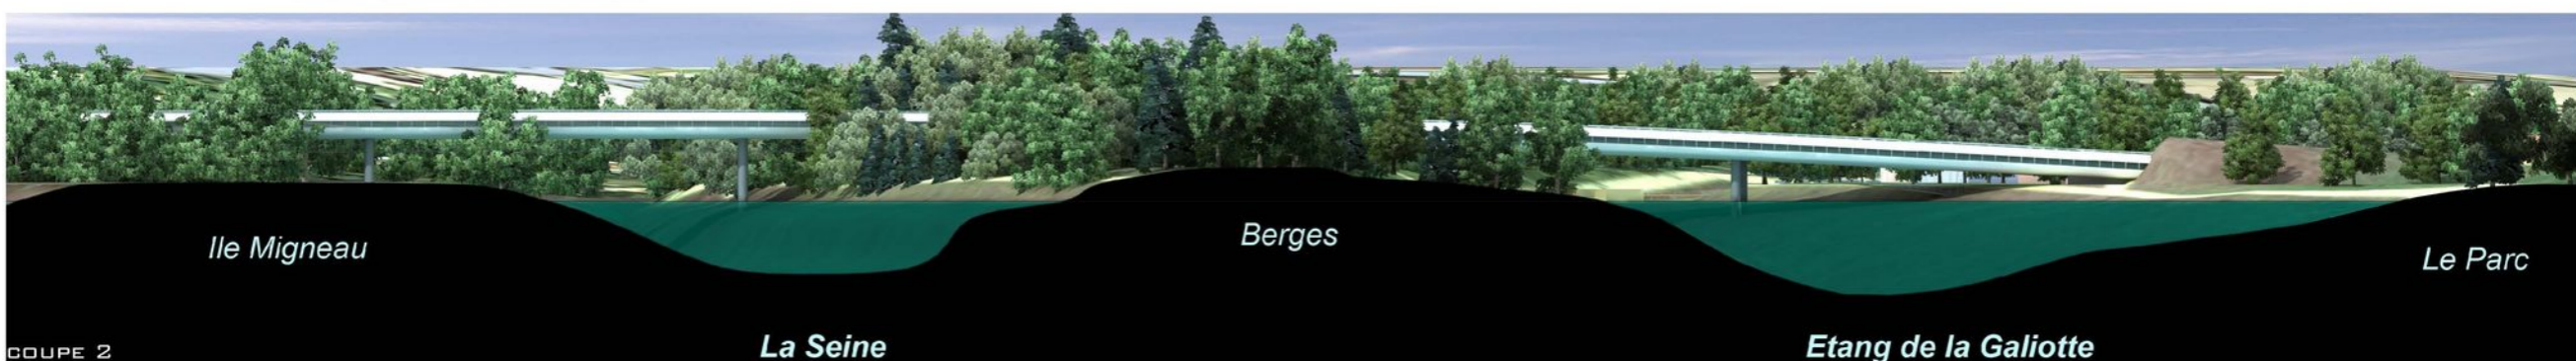 Ile Migneau
Berges
Le Parc
La Seine
Etang de la Galiotte
COUPE 2